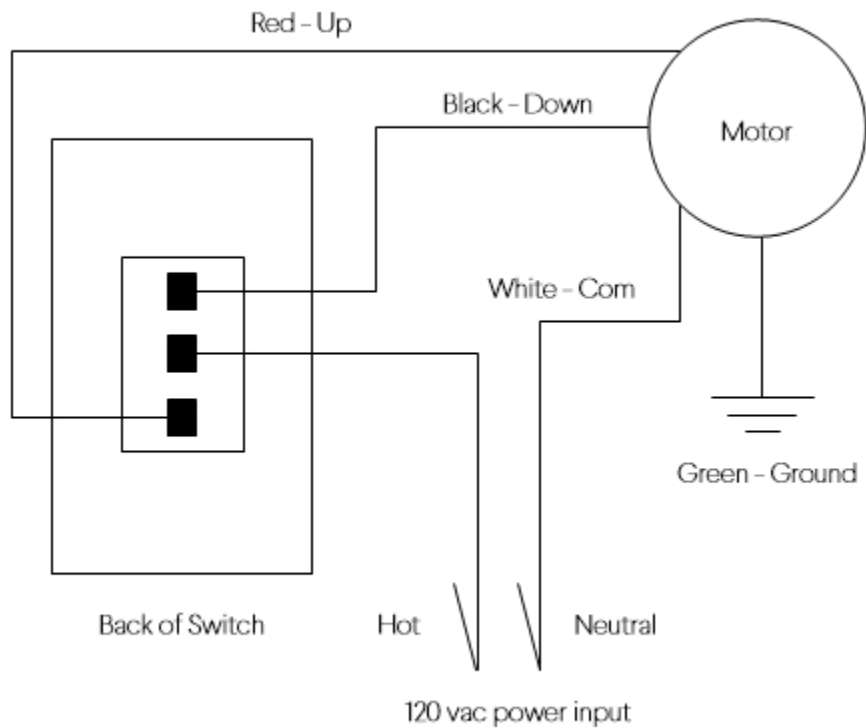 Red – Up
Black – Down
Motor
White – Com
Green – Ground
Back of Switch
Hot
Neutral
120 vac power input